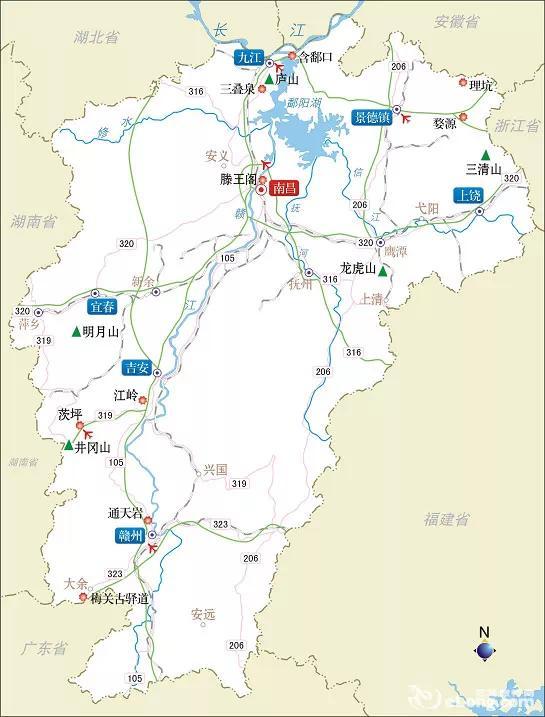 湖北省
长江
安徽省
九江
含鄱口
206
庐山
316
三叠泉
理坑
鄱阳湖
景德镇
婺源
浙江省
修水
安义
三清山
滕王阁
信
320
南昌
抚
206
江
弋阳
上饶
湖南省
赣
320
320
鹰潭
105
河
龙虎山
新余
抚州
316
宜春
上清
320
江
萍乡
明月山
319
316
吉安
206
江岭
茨坪
319
井冈山
湖南省
105
兴国
319
通天岩
福建省
赣州
323
206
大余
323
梅关古驿道
安远
广东省
206
N
105